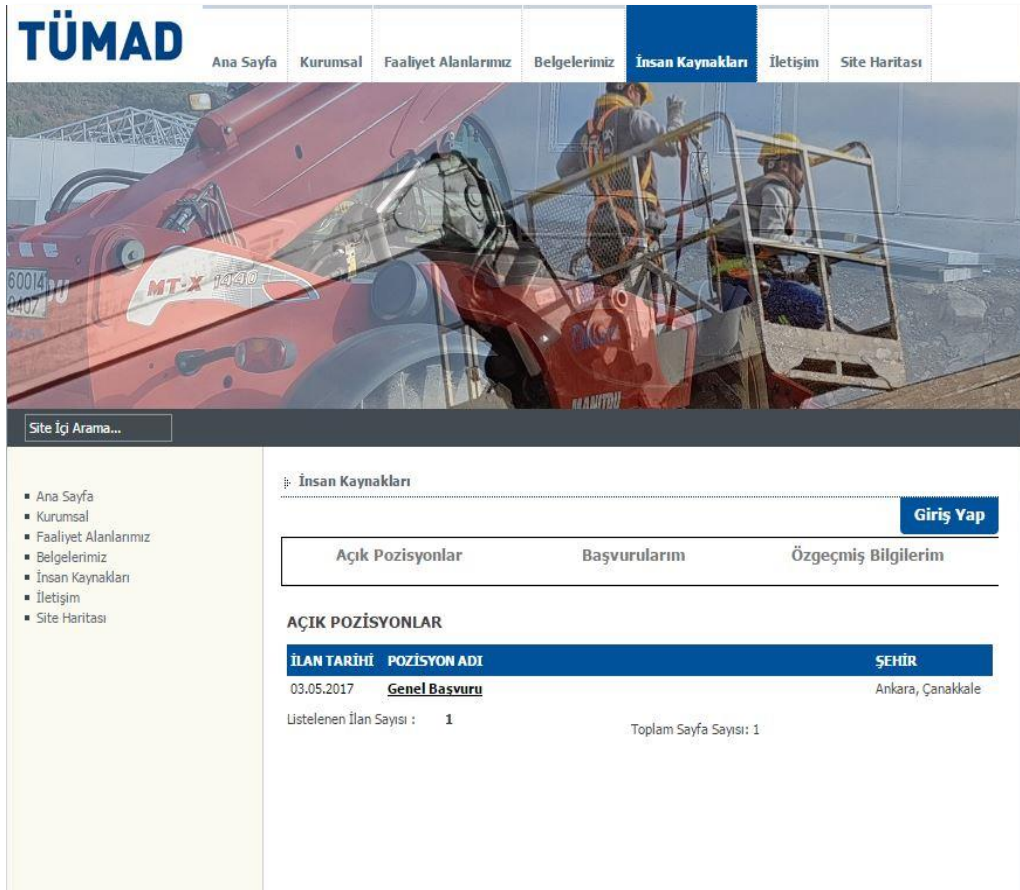 TÜMAD
Ana Sayfa Kurumsal Faaliyet Alanlarımız Belgelerimiz İnsan Kaynakları İletişim Site Haritası
MT-X 1440
MANITOU
Site İçi Arama...
Ana Sayfa
Kurumsal
Faaliyet Alanlarımız
Belgelerimiz
İnsan Kaynakları
İletişim
Site Haritası
İnsan Kaynakları
Giriş Yap
Açık Pozisyonlar Başvurularım Özgeçmiş Bilgilerim
AÇIK POZİSYONLAR
İLAN TARİHİ POZİSYON ADI ŞEHİR
03.05.2017 Genel Başvuru Ankara, Çanakkale
Listelenen İlan Sayısı : 1
Toplam Sayfa Sayısı: 1